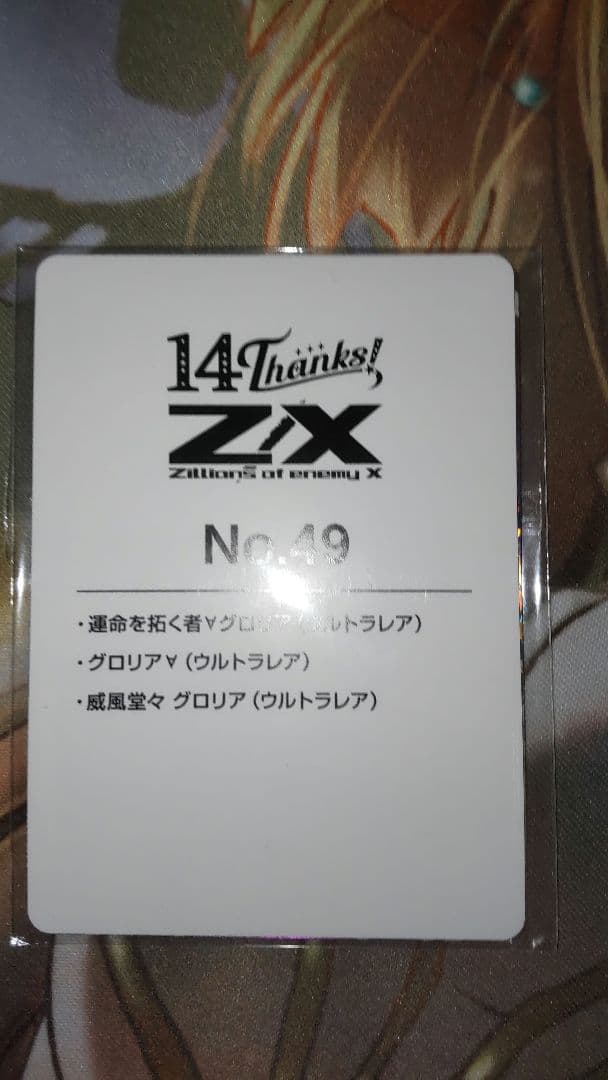 14 Thanks!
Z/X
Zillions of enemy X
No.49
・運命を拓く者∀グロリア(ウルトラレア)
・グロリア∀(ウルトラレア)
・威風堂々 グロリア(ウルトラレア)